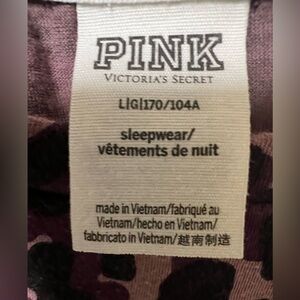 PINK
VICTORIA'S SECRET
L|G|170/104A
sleepwear/
vêtements de nuit
made in Vietnam/fabriqué au
Vietnam/hecho en Vietnam/
fabbricato in Vietnam/越南制造